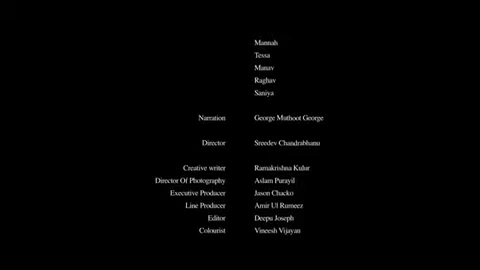 Mannah
Tessa
Manav
Raghav
Saniya
Narration George Muthoot George
Director Sreedev Chandrabhanu
Creative writer Ramakrishna Kulur
Director Of Photography Aslam Purayil
Executive Producer Jason Chacko
Line Producer Amir Ul Rumeez
Editor Deepu Joseph
Colourist Vineesh Vijayan